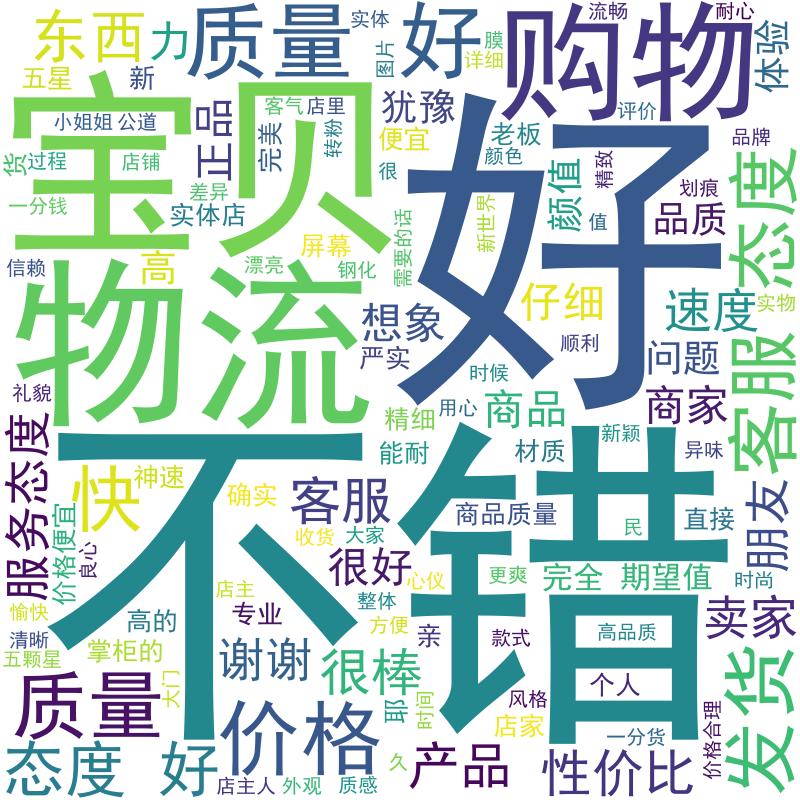 东西
力
质量
实体
好
购物
流畅
耐心
膜
详细
图片
体验
五星
新
宝贝
小姐姐
公道
正品
客气
店里
完美
转粉
犹豫
便宜
很
老板
颜色
好
评价
品牌
颜值
精致
划痕
品质
值
新世界
态度
货
过程
店铺
一分钱
差异
实体店
信赖
高
屏幕
漂亮
钢化
需要的话
物流
想象
严实
仔细
速度
实物
顺利
问题
时候
客服
礼貌
服务态度
精细
用心
商品
商家
能耐
材质
新颖
异味
不错
快
神速
确实
客服
商品质量
直接
朋友
价格便宜
良心
收货
大家
很好
民
心仪
更爽
完全
期望值
时尚
愉快
店主
整体
清晰
高的
专业
方便
亲
款式
高品质
卖家
五颗星
掌柜的
谢谢
很棒
个人
大门
质量
耶
时间
风格
店家
价格
一分货
价格合理
发货
态度
好
店主人
外观
质感
久
产品
性价比